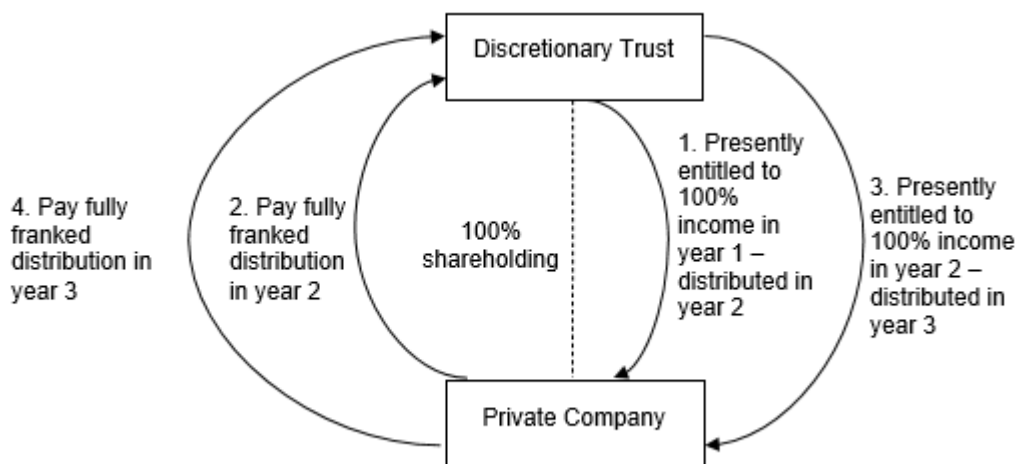 Discretionary Trust
4. Pay fully
franked
distribution in
year 3
2. Pay fully
franked
distribution
in year 2
100%
shareholding
1. Presently
entitled to
100%
income in
year 1 –
distributed in
year 2
3. Presently
entitled to
100% income
in year 2 –
distributed in
year 3
Private Company